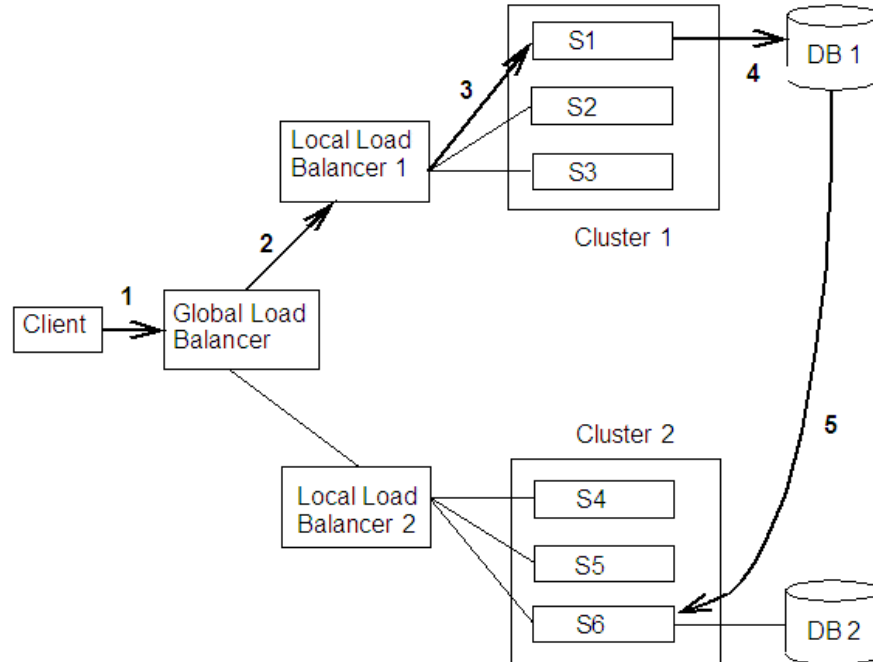 S1
4
DB 1
3
S2
Local Load
Balancer 1
S3
2
Cluster 1
1
Client
Global Load
Balancer
Cluster 2
5
Local Load
Balancer 2
S4
S5
S6
DB 2